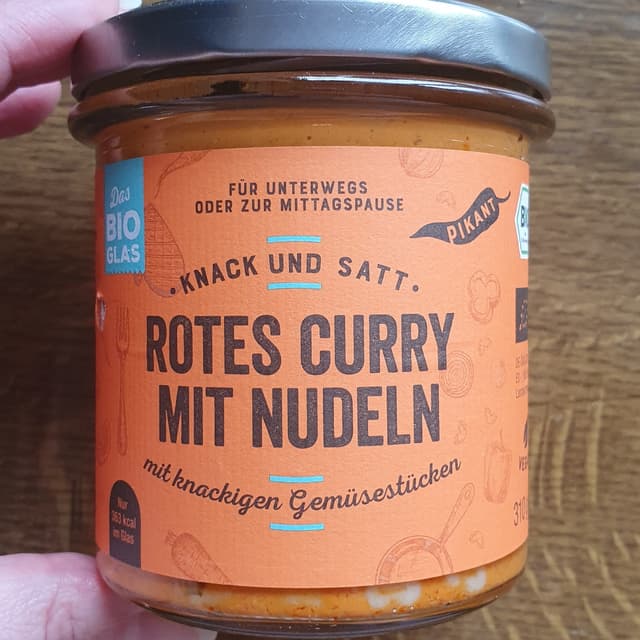 Das
BIO
GLAS
FÜR UNTERWEGS
ODER ZUR MITTAGSPAUSE
PIKANT
KNACK UND SATT
ROTES CURRY
MIT NUDELN
mit knackigen Gemüsestücken
Nur
363 kcal
im Glas
310